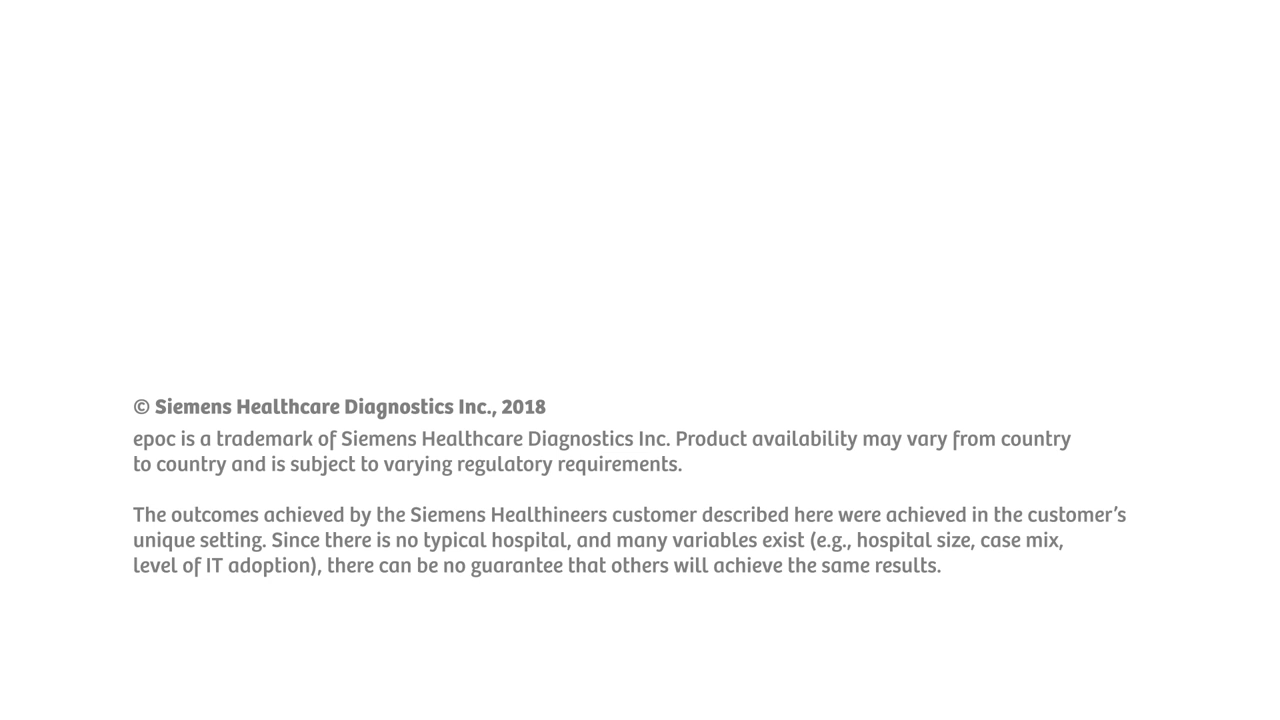 © Siemens Healthcare Diagnostics Inc., 2018
epoc is a trademark of Siemens Healthcare Diagnostics Inc. Product availability may vary from country
to country and is subject to varying regulatory requirements.
The outcomes achieved by the Siemens Healthineers customer described here were achieved in the customer’s
unique setting. Since there is no typical hospital, and many variables exist (e.g., hospital size, case mix,
level of IT adoption), there can be no guarantee that others will achieve the same results.